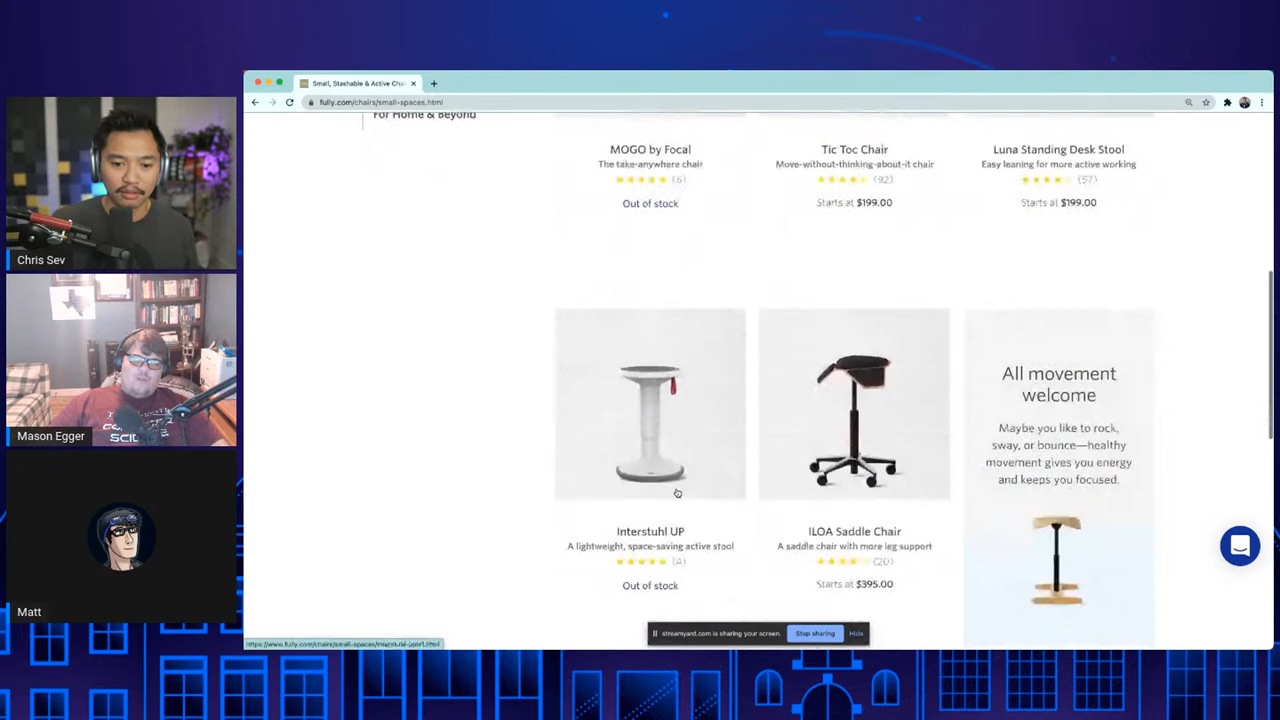 Small, Stashable & Active Cha
fully.com/chairs/small-spaces.html
For Home & Beyond
MOGO by Focal
The take-anywhere chair
(6)
Out of stock
Tic Toc Chair
Move-without-thinking-about-it chair
(92)
Starts at $199.00
Luna Standing Desk Stool
Easy leaning for more active working
(57)
Starts at $199.00
Interstuhl UP
A lightweight, space-saving active stool
(4)
Out of stock
ILOA Saddle Chair
A saddle chair with more leg support
(20)
Starts at $395.00
All movement
welcome
Maybe you like to rock,
sway, or bounce—healthy
movement gives you energy
and keeps you focused.
Chris Sev
Mason Egger
Matt
streamyard.com is sharing your screen.
Stop sharing
Hide